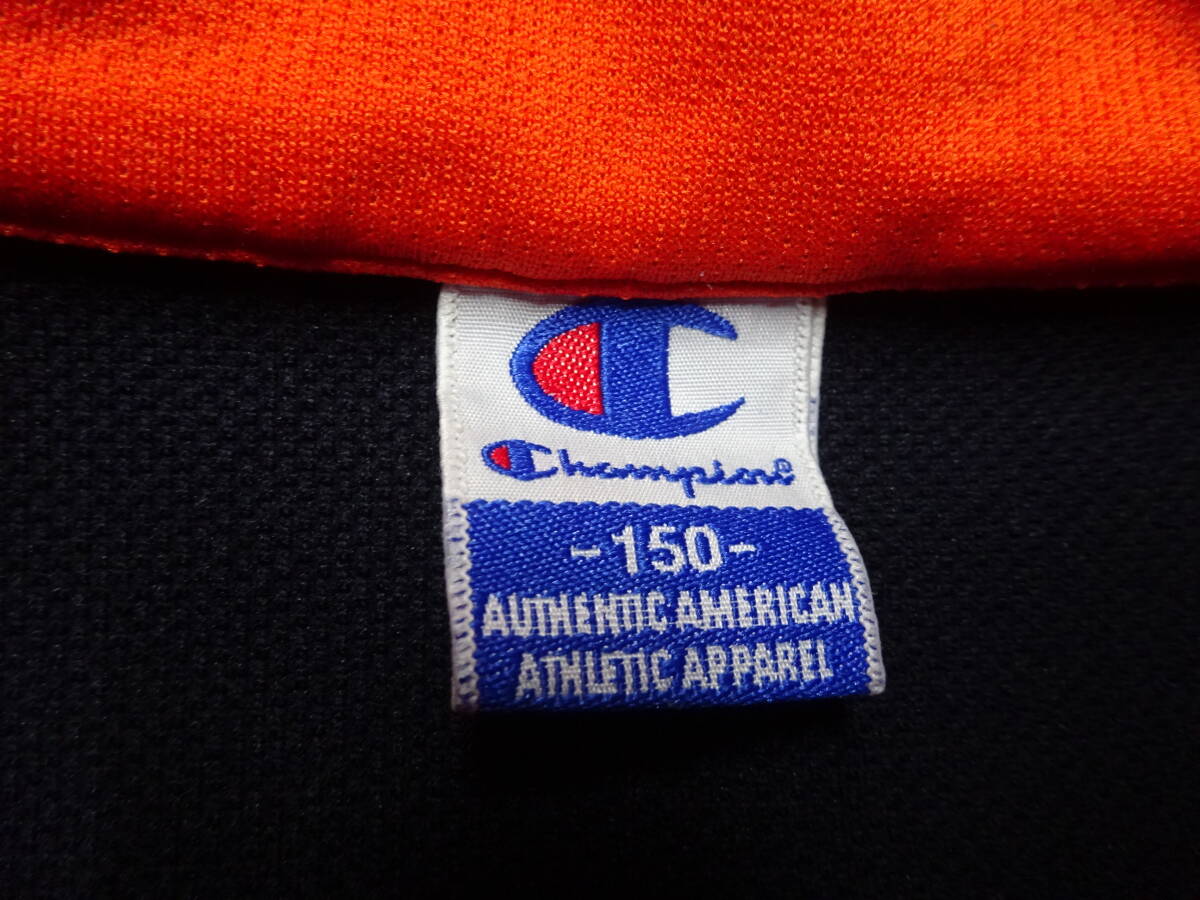 Champion
-150-
AUTHENTIC AMERICAN
ATHLETIC APPAREL